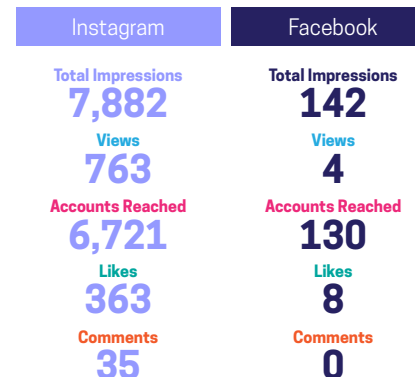 Instagram
Total Impressions
7,882
Views
763
Accounts Reached
6,721
Likes
363
Comments
35
Facebook
Total Impressions
142
Views
4
Accounts Reached
130
Likes
8
Comments
0